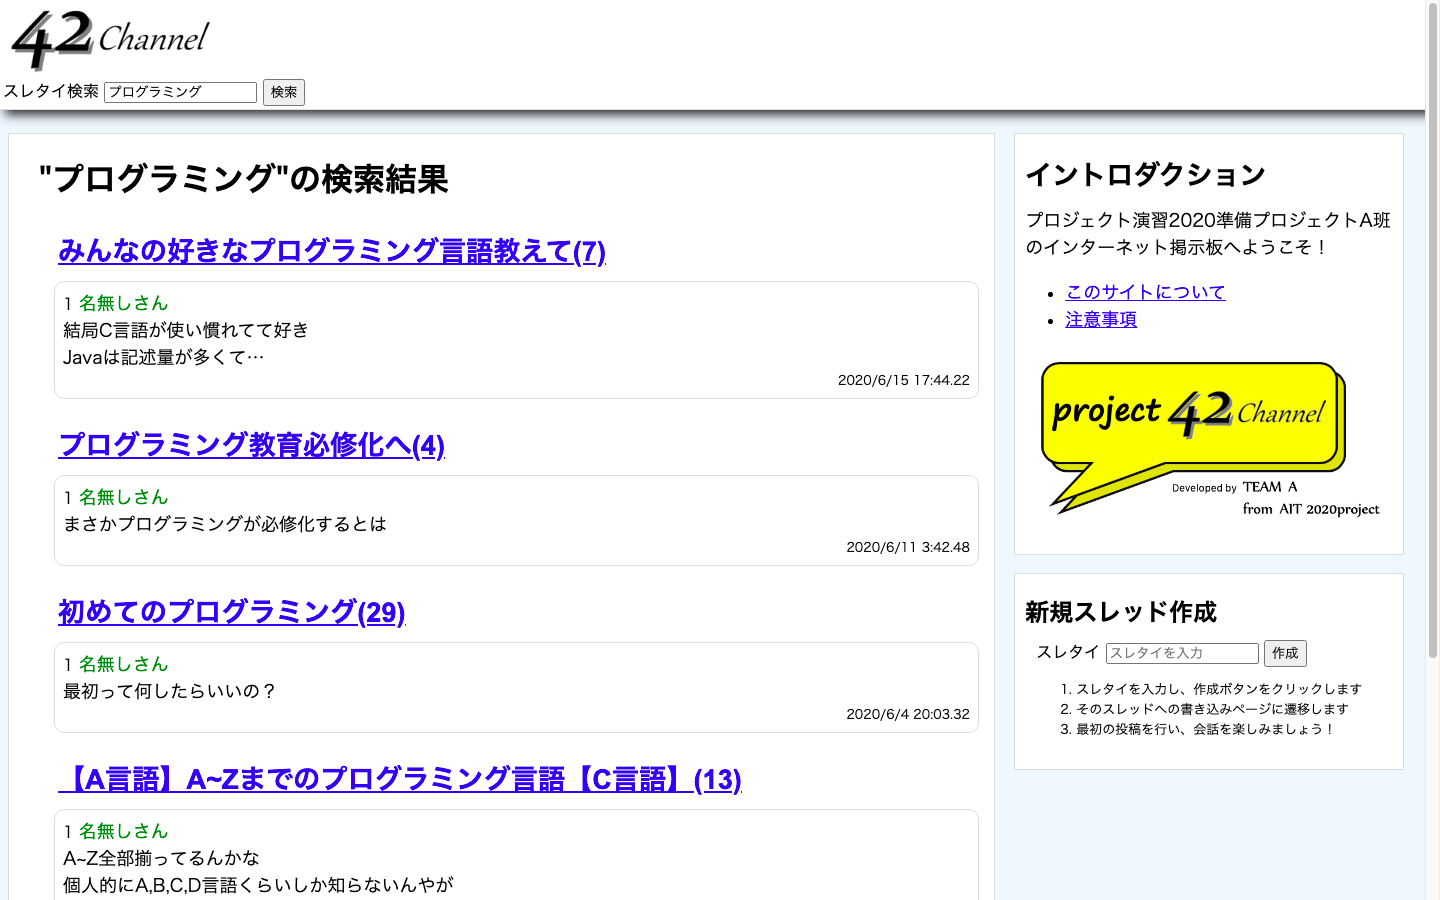 42 Channel
スレタイ検索 プログラミング 検索
"プログラミング"の検索結果
みんなの好きなプログラミング言語教えて(7)
1 名無しさん
結局C言語が使い慣れてて好き
Javaは記述量が多くて…
2020/6/15 17:44.22
プログラミング教育必修化へ(4)
1 名無しさん
まさかプログラミングが必修化するとは
2020/6/11 3:42.48
初めてのプログラミング(29)
1 名無しさん
最初って何したらいいの？
2020/6/4 20:03.32
【A言語】A~Zまでのプログラミング言語【C言語】(13)
1 名無しさん
A~Z全部揃ってるんかな
個人的にA,B,C,D言語くらいしか知らないんやが
イントロダクション
プロジェクト演習2020準備プロジェクトA班
のインターネット掲示板へようこそ！
このサイトについて
注意事項
project 42 Channel
Developed by TEAM A
from AIT 2020project
新規スレッド作成
スレタイ スレタイを入力 作成
1. スレタイを入力し、作成ボタンをクリックします
2. そのスレッドへの書き込みページに遷移します
3. 最初の投稿を行い、会話を楽しみましょう！